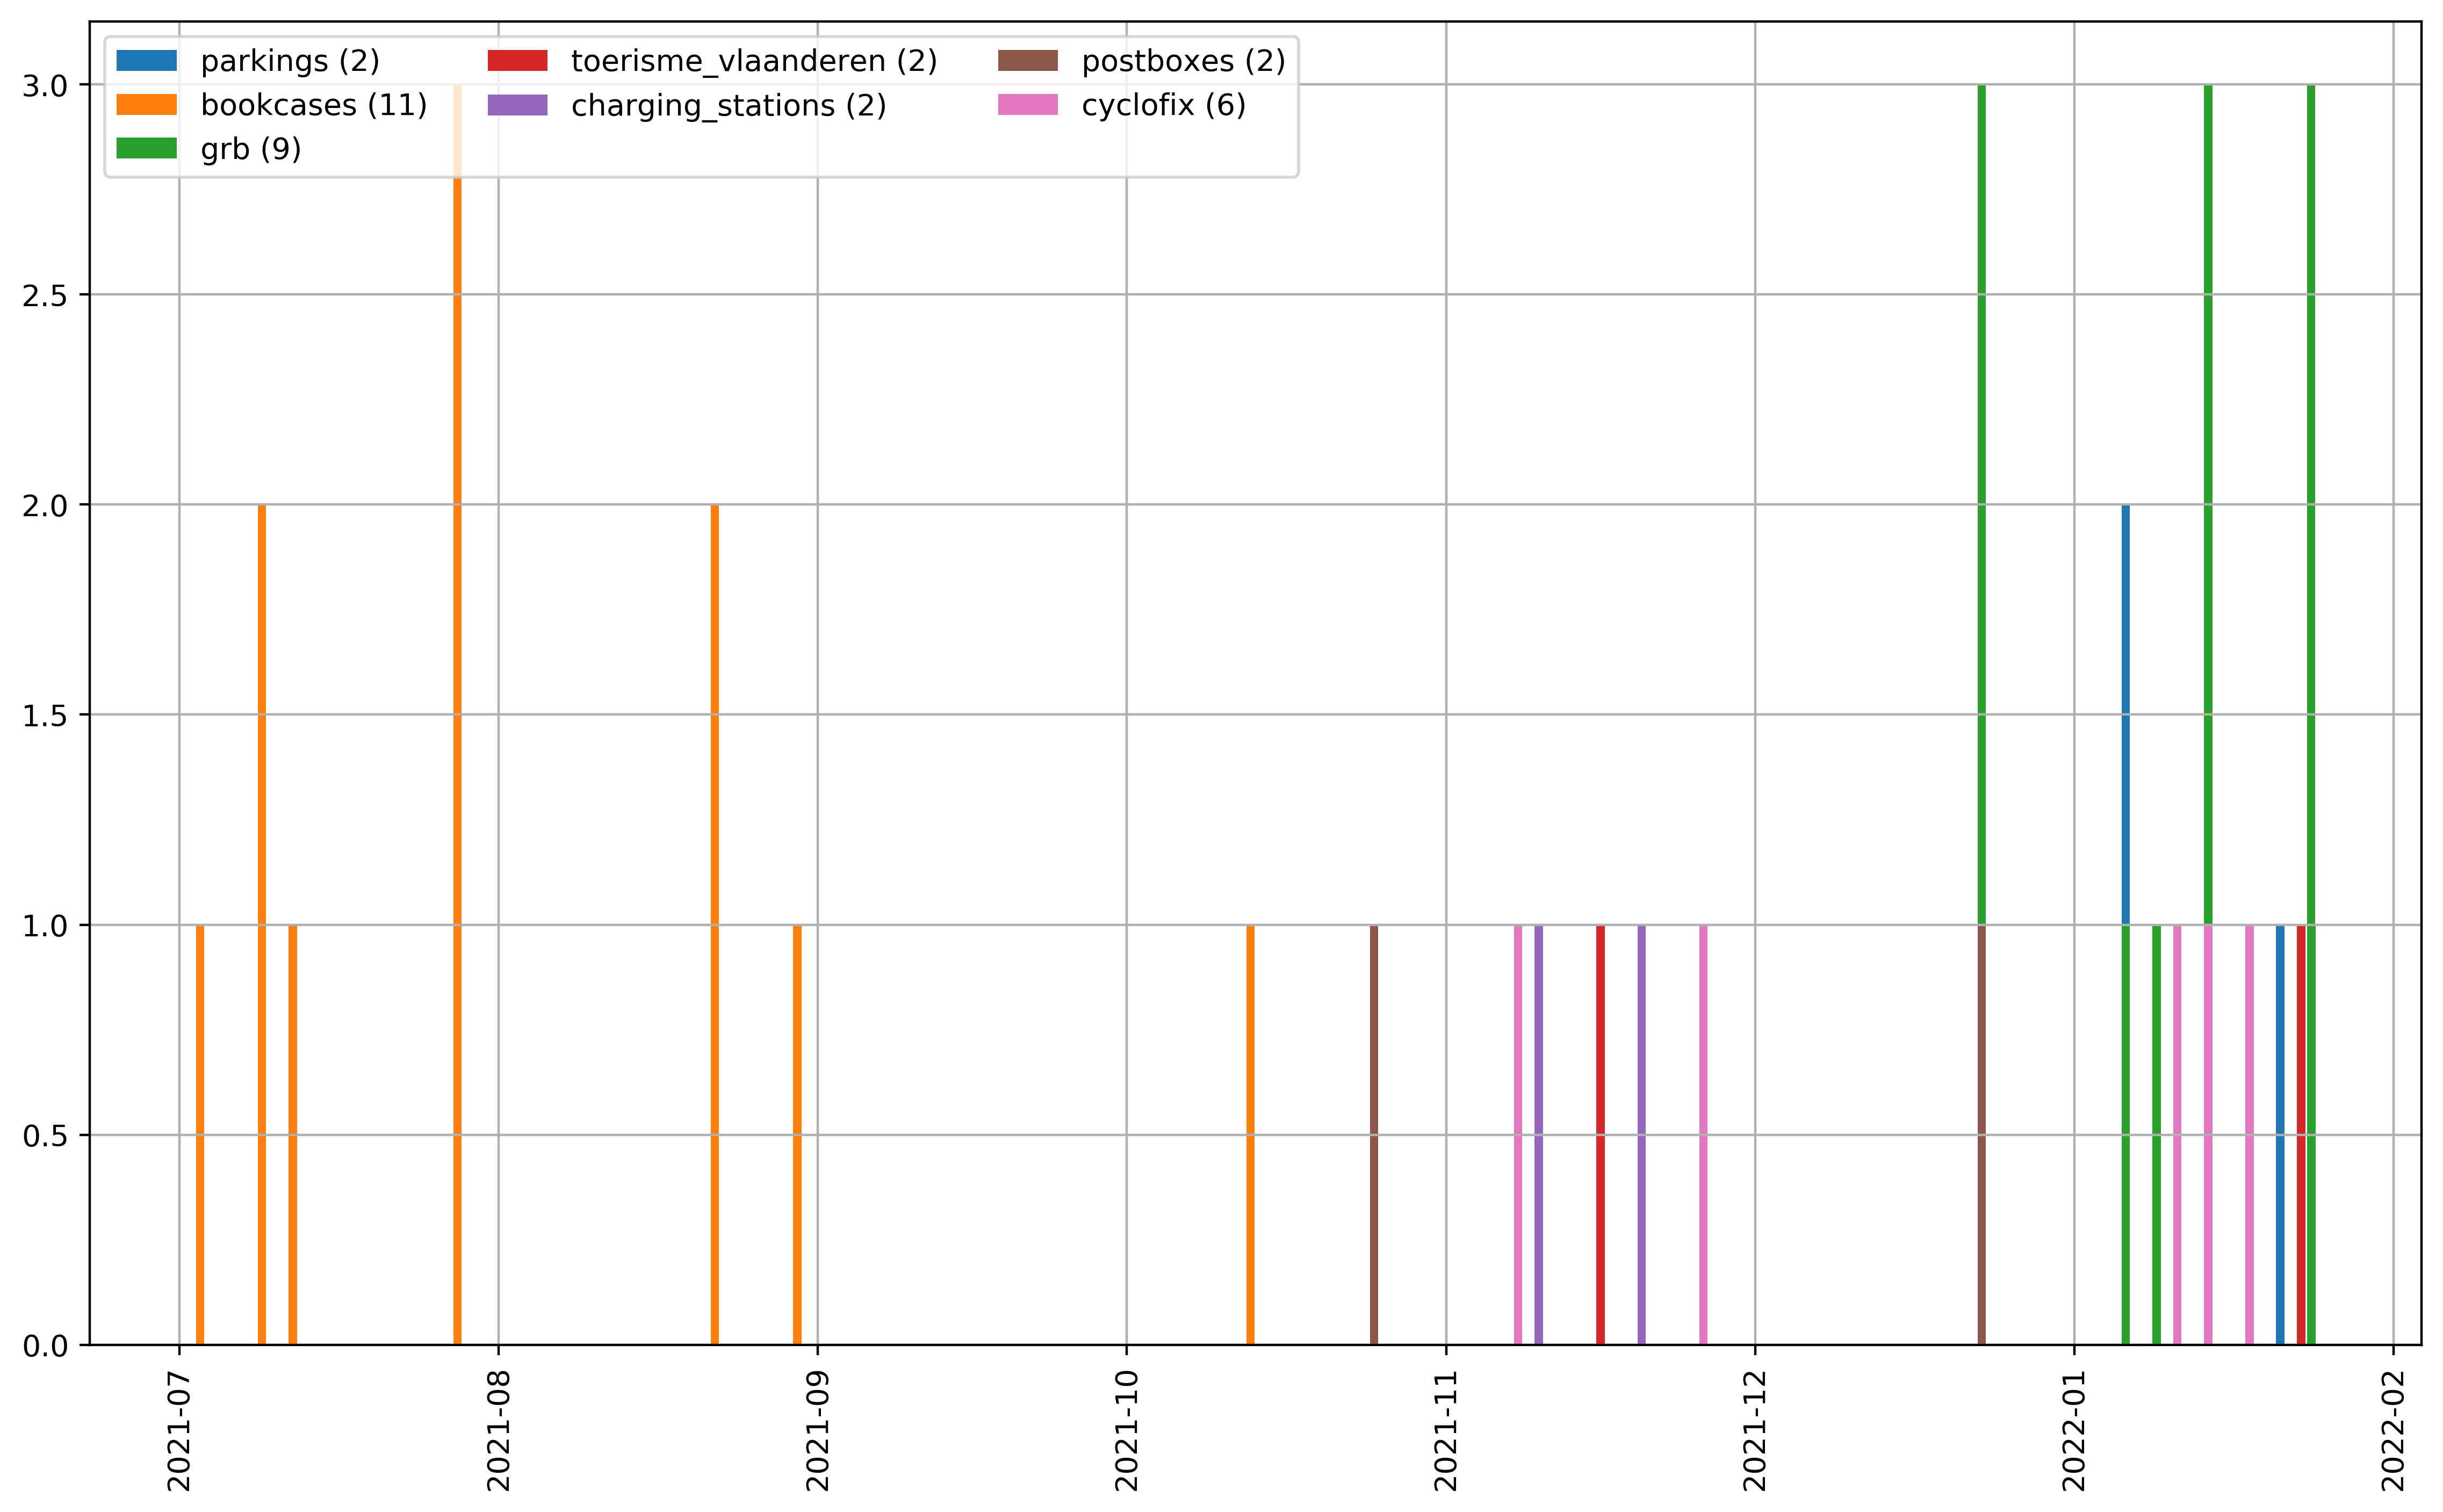 parkings (2)
bookcases (11)
grb (9)
toerisme_vlaanderen (2)
charging_stations (2)
postboxes (2)
cyclofix (6)
3.0
2.5
2.0
1.5
1.0
0.5
0.0
2021-07
2021-08
2021-09
2021-10
2021-11
2021-12
2022-01
2022-02